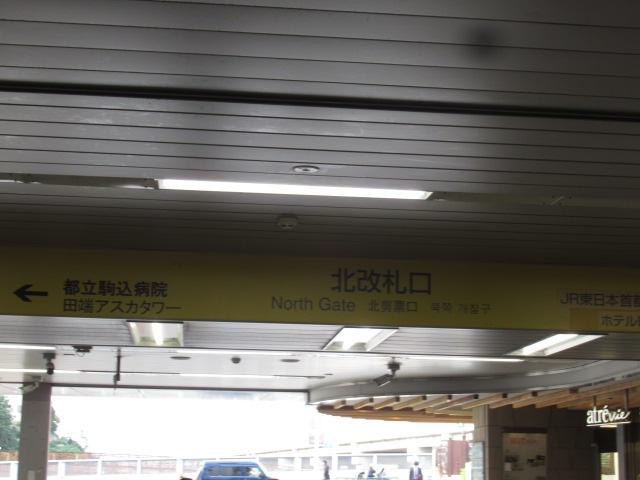 都立駒込病院
田端アスカタワー
北改札口
North Gate 北剪票口 북쪽 개찰구
JR東日本首都
ホテル
atrévie